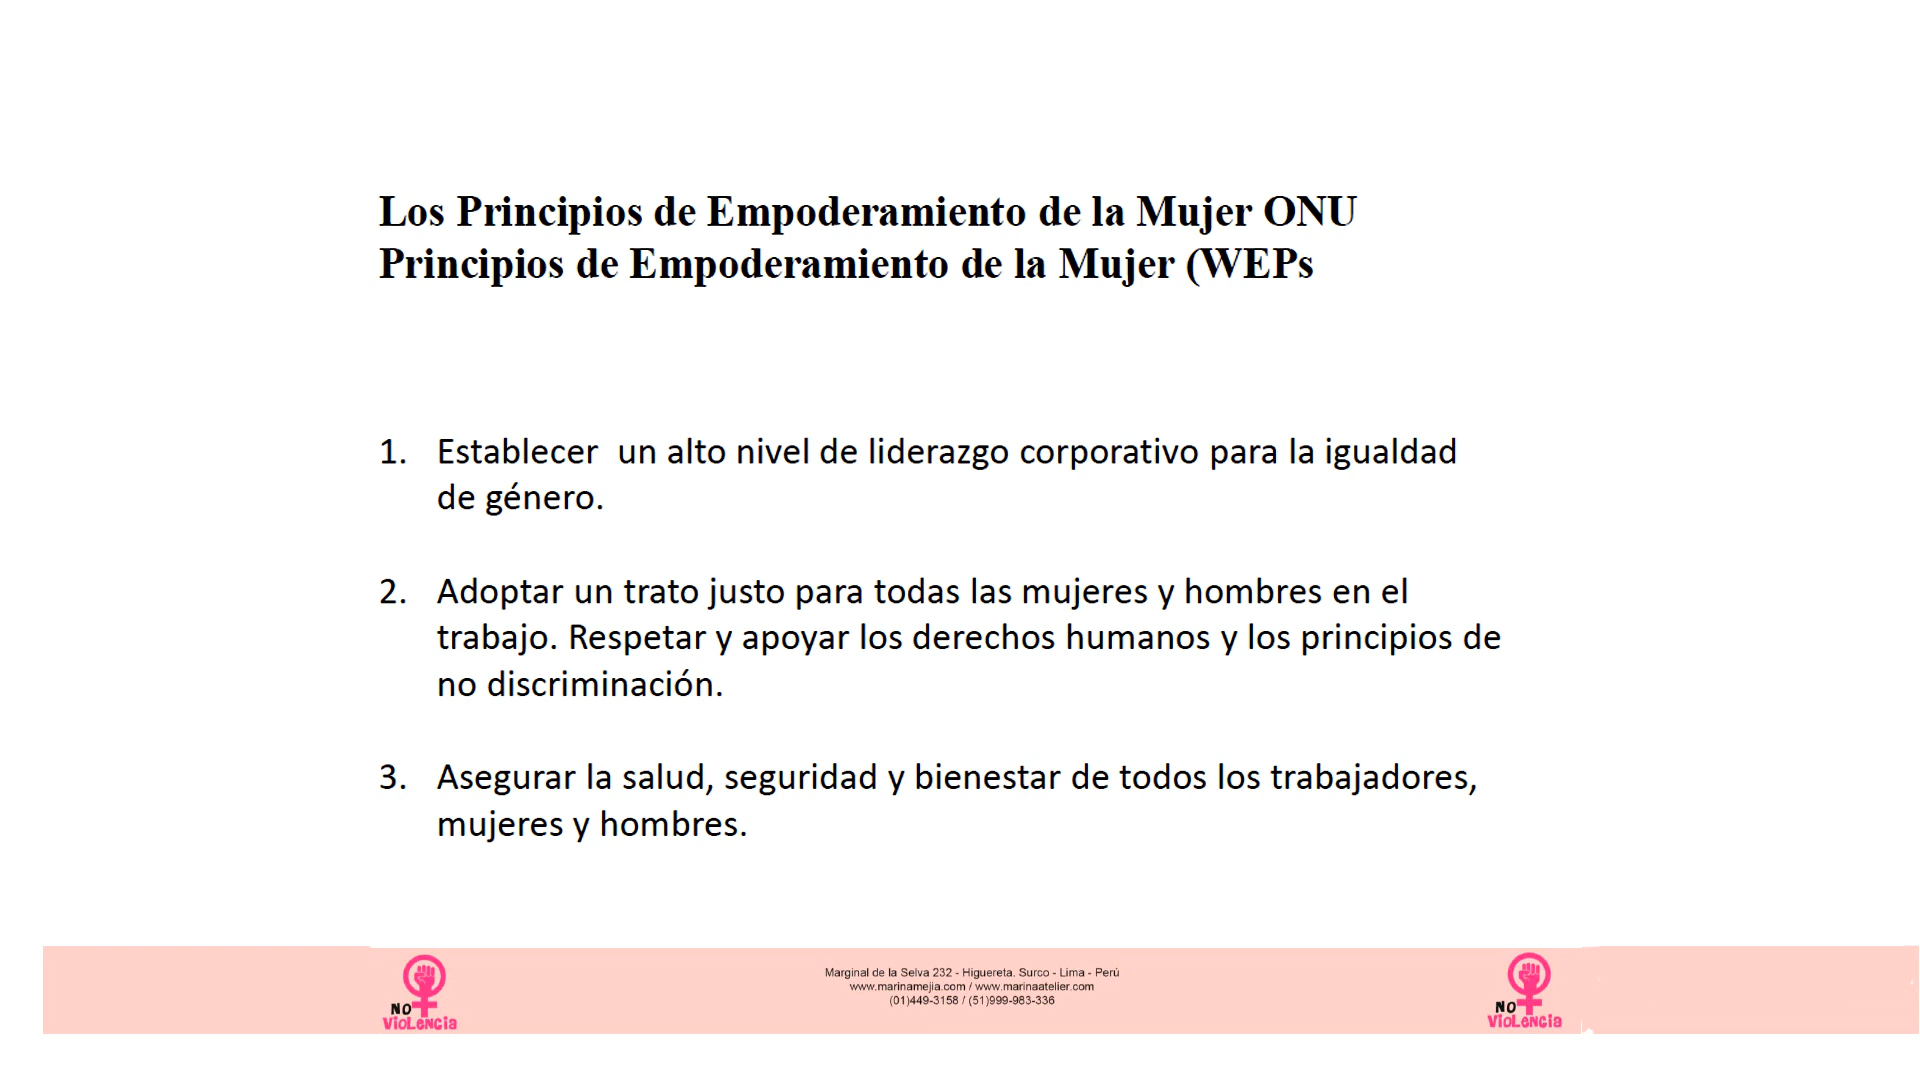 Los Principios de Empoderamiento de la Mujer ONU
Principios de Empoderamiento de la Mujer (WEPs
1. Establecer  un alto nivel de liderazgo corporativo para la igualdad
de género.
2. Adoptar un trato justo para todas las mujeres y hombres en el
trabajo. Respetar y apoyar los derechos humanos y los principios de
no discriminación.
3. Asegurar la salud, seguridad y bienestar de todos los trabajadores,
mujeres y hombres.
NO
VioLeNcia
Marginal de la Selva 232 - Higuereta. Surco - Lima - Perú
www.marinamejia.com / www.marinaatelier.com
(01)449-3158 / (51)999-983-336
NO
VioLeNcia